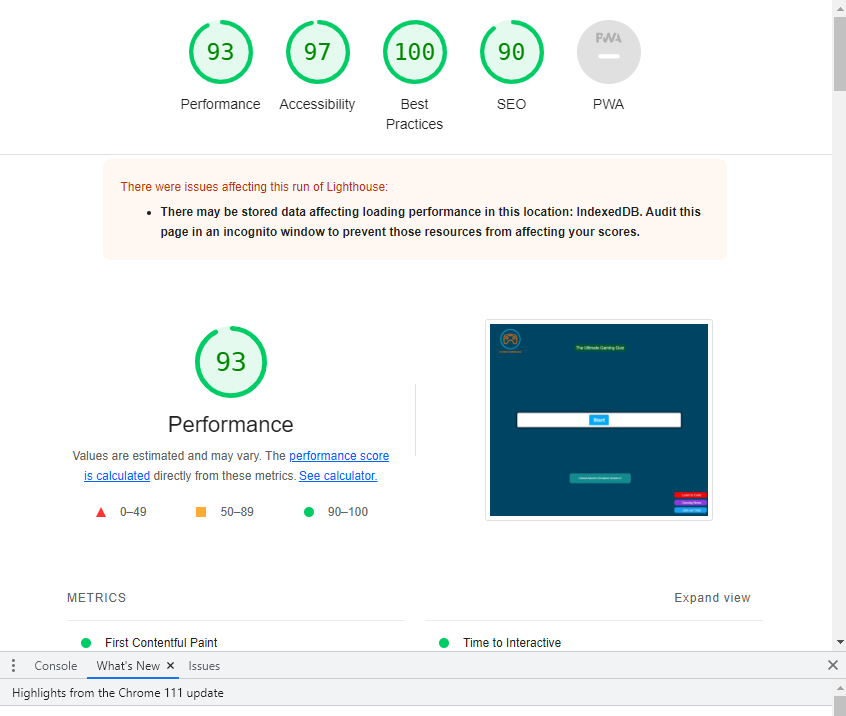 93
97
100
90
PWA
Performance
Accessibility
Best
Practices
SEO
PWA
There were issues affecting this run of Lighthouse:
There may be stored data affecting loading performance in this location: IndexedDB. Audit this
page in an incognito window to prevent those resources from affecting your scores.
93
Performance
Values are estimated and may vary. The performance score
is calculated directly from these metrics. See calculator.
0–49
50–89
90–100
The Ultimate Gaming Quiz
Start
METRICS
Expand view
First Contentful Paint
Time to Interactive
Console
What's New
Issues
Highlights from the Chrome 111 update